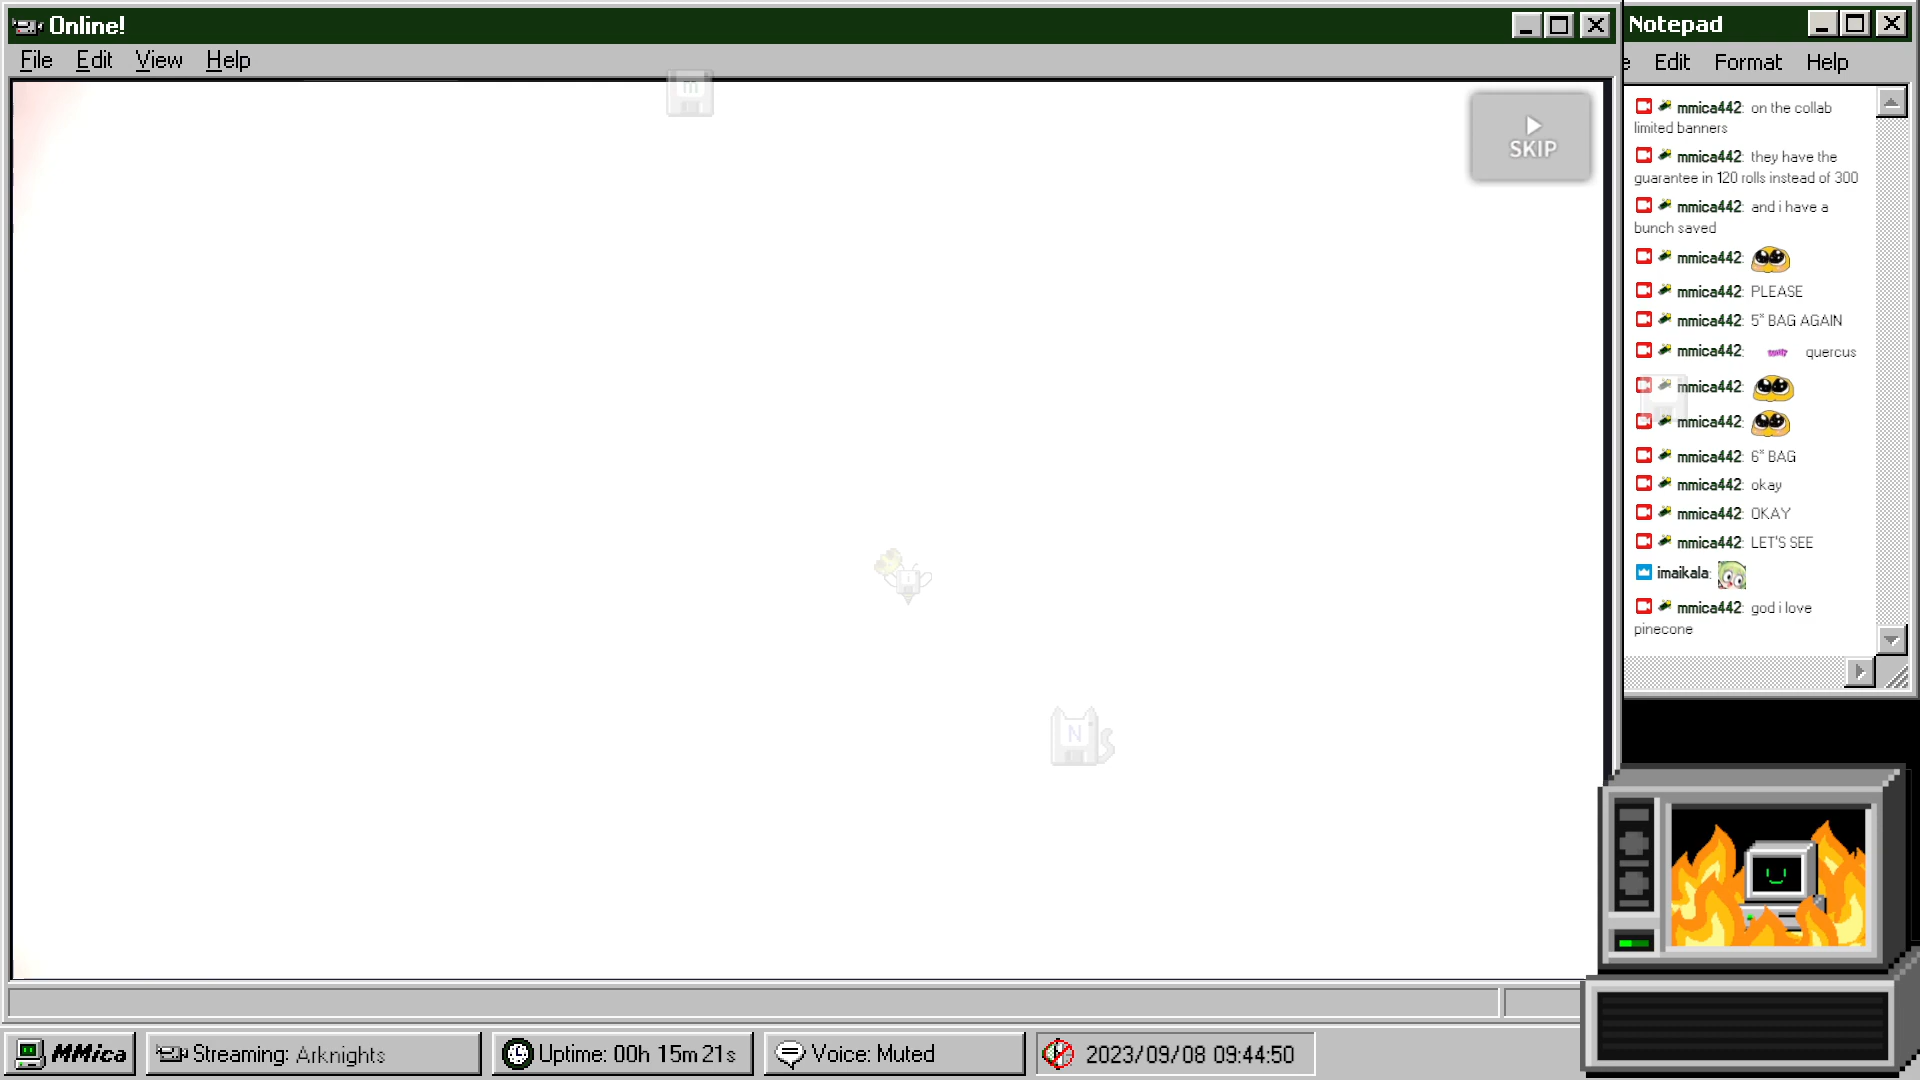 Online!
File Edit View Help
m
SKIP
N
Notepad
Edit Format Help
mmica442: on the collab
limited banners
mmica442: they have the
guarantee in 120 rolls instead of 300
mmica442: and i have a
bunch saved
mmica442:
mmica442: PLEASE
mmica442: 5* BAG AGAIN
mmica442: quercus
mmica442:
mmica442:
mmica442: 6* BAG
mmica442: okay
mmica442: OKAY
mmica442: LET'S SEE
imaikala:
mmica442: god i love
pinecone
MMica
Streaming: Arknights
Uptime: 00h 15m 21s
Voice: Muted
2023/09/08 09:44:50